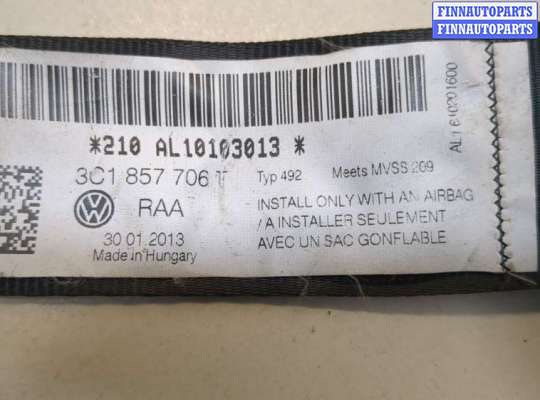 FINNAUTOPARTS
FINNAUTOPARTS
*210 AL10103013 *
3C1 857 706 T Typ 492 Meets MVSS 209
RAA
INSTALL ONLY WITH AN AIRBAG
/A INSTALLER SEULEMENT
AVEC UN SAC GONFLABLE
30.01.2013
Made in Hungary